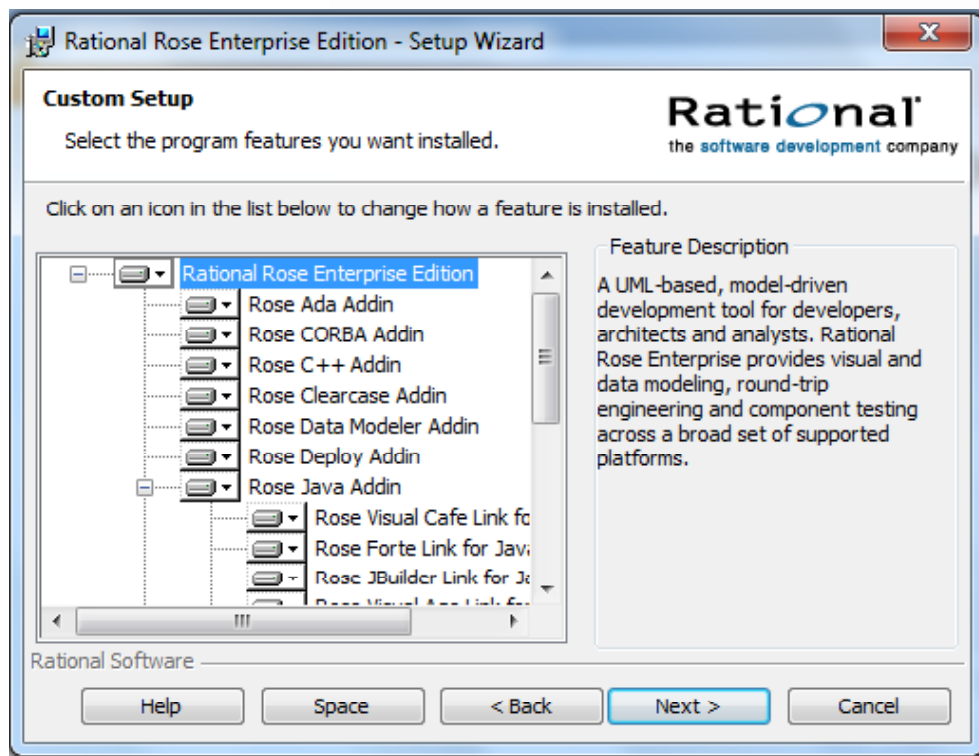 Rational Rose Enterprise Edition - Setup Wizard
Custom Setup
Select the program features you want installed.
Rational
the software development company
Click on an icon in the list below to change how a feature is installed.
Rational Rose Enterprise Edition
Rose Ada Addin
Rose CORBA Addin
Rose C++ Addin
Rose Clearcase Addin
Rose Data Modeler Addin
Rose Deploy Addin
Rose Java Addin
Rose Visual Cafe Link fo
Rose Forte Link for Java
Rose JBuilder Link for Ja
Rose Visual Age Link for
Feature Description
A UML-based, model-driven
development tool for developers,
architects and analysts. Rational
Rose Enterprise provides visual and
data modeling, round-trip
engineering and component testing
across a broad set of supported
platforms.
Rational Software
Help
Space
< Back
Next >
Cancel